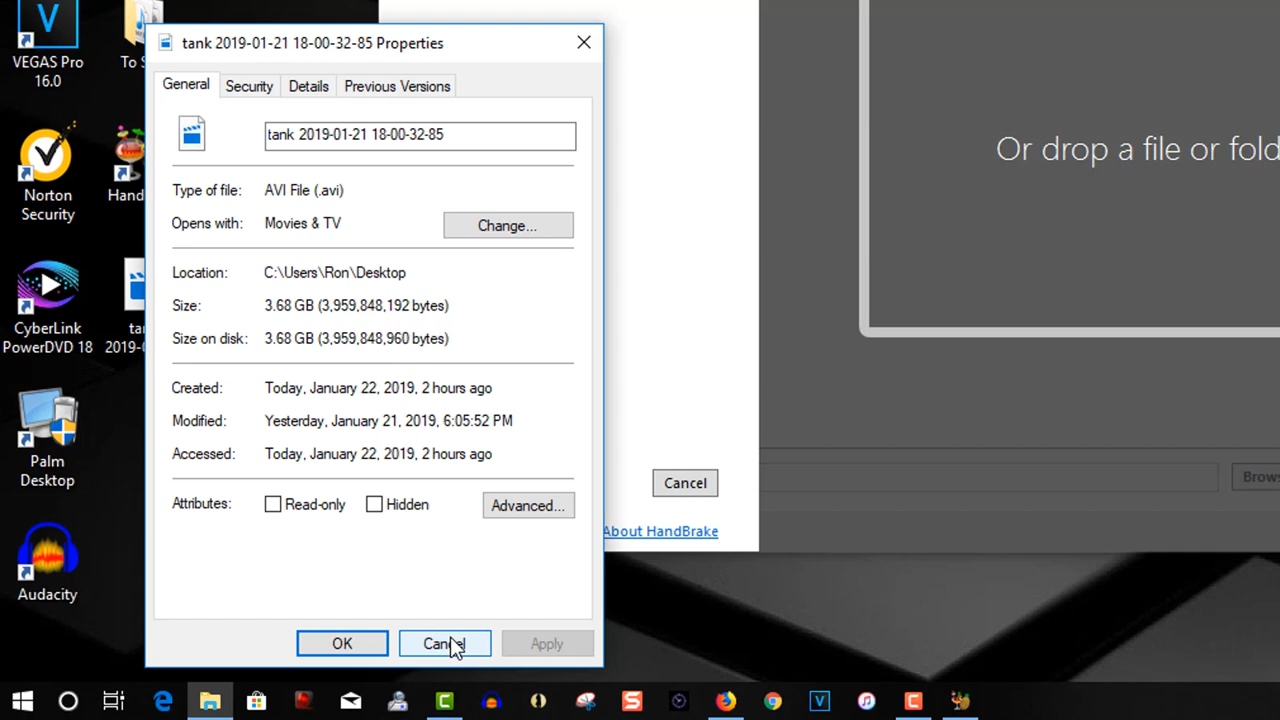 VEGAS Pro
16.0
To S
Norton
Security
Hand
CyberLink
PowerDVD 18
ta
2019-0
Palm
Desktop
Audacity
tank 2019-01-21 18-00-32-85 Properties
General Security Details Previous Versions
tank 2019-01-21 18-00-32-85
Type of file: AVI File (.avi)
Opens with: Movies & TV Change...
Location: C:\Users\Ron\Desktop
Size: 3.68 GB (3,959,848,192 bytes)
Size on disk: 3.68 GB (3,959,848,960 bytes)
Created: Today, January 22, 2019, 2 hours ago
Modified: Yesterday, January 21, 2019, 6:05:52 PM
Accessed: Today, January 22, 2019, 2 hours ago
Attributes: Read-only Hidden Advanced...
OK Cancel Apply
Or drop a file or fold
Cancel
Brows
About HandBrake